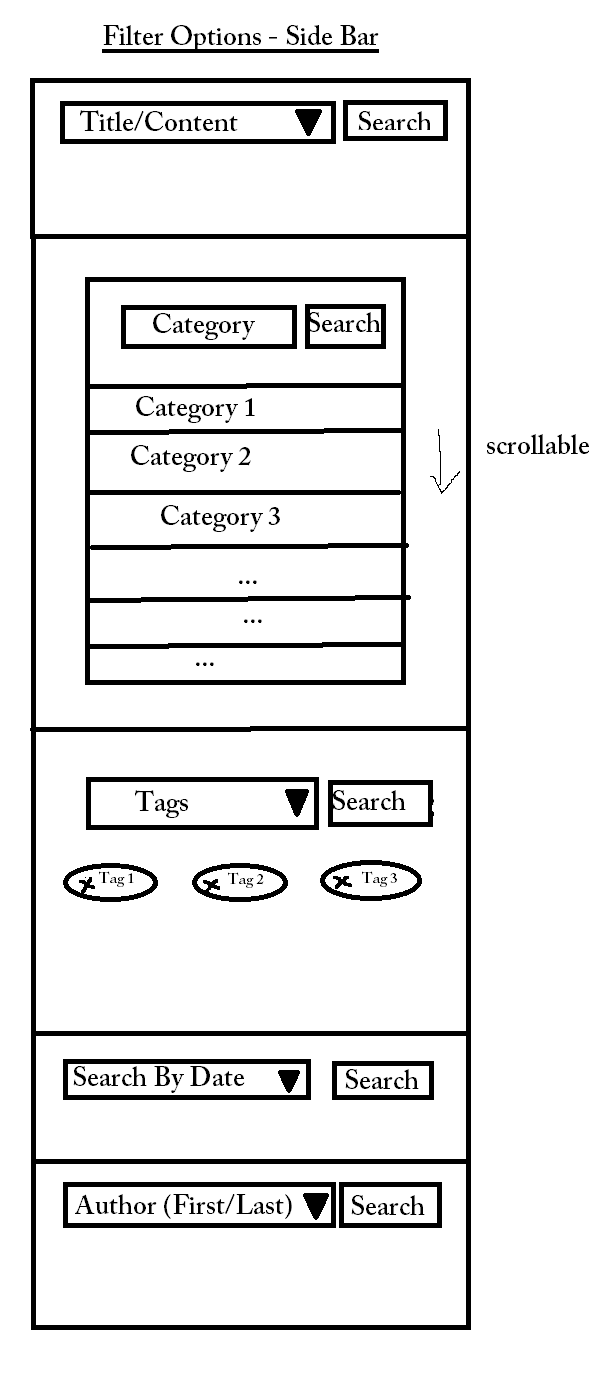 Filter Options - Side Bar
Title/Content
Search
Category
Search
Category 1
Category 2
scrollable
Category 3
...
...
...
Tags
Search
Tag 1
Tag 2
Tag 3
Search By Date
Search
Author (First/Last)
Search